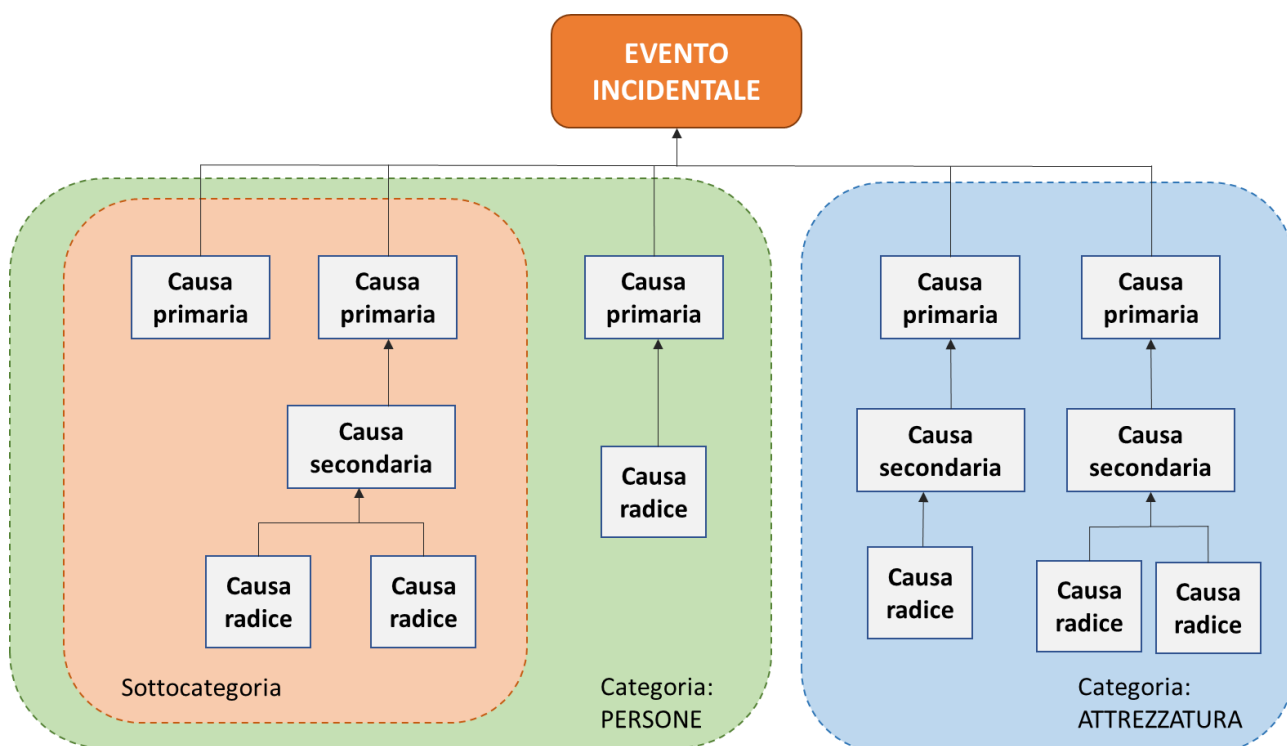 EVENTO
INCIDENTALE
Causa
primaria
Causa
primaria
Causa
primaria
Causa
primaria
Causa
primaria
Causa
secondaria
Causa
secondaria
Causa
secondaria
Causa
radice
Causa
radice
Causa
radice
Causa
radice
Causa
radice
Causa
radice
Sottocategoria
Categoria:
PERSONE
Categoria:
ATTREZZATURA